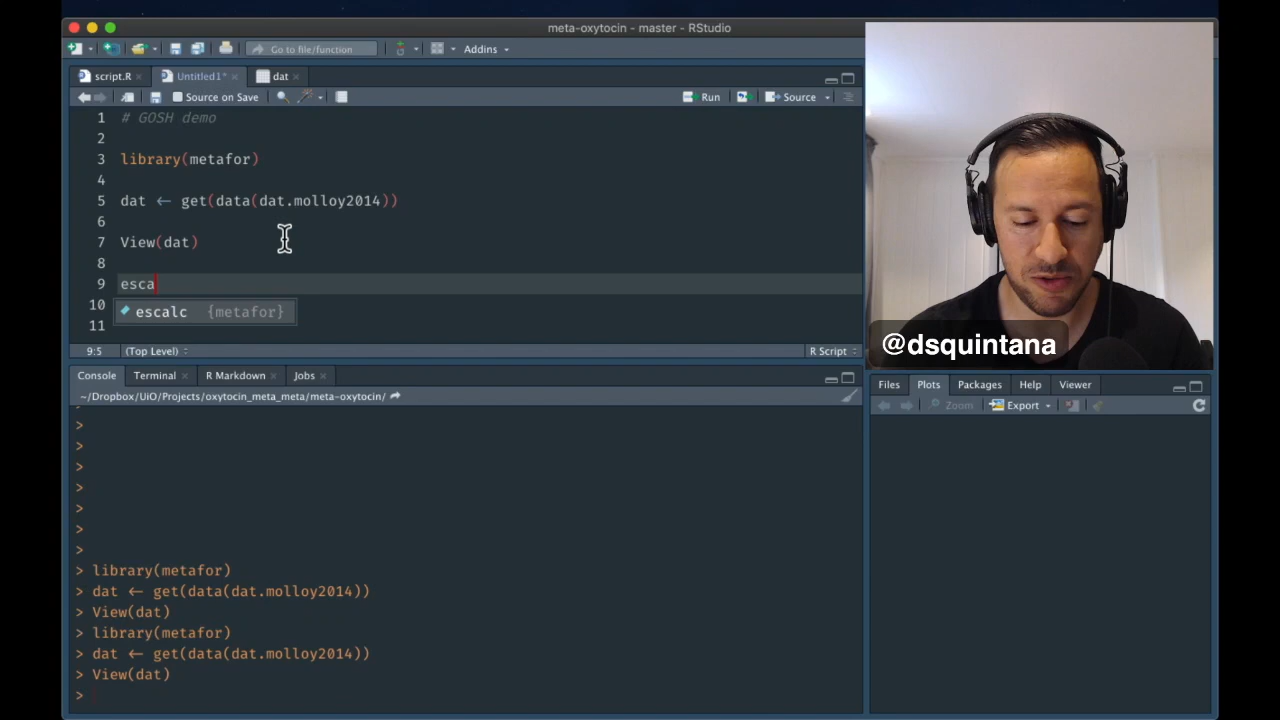 meta-oxytocin - master - RStudio
Go to file/function
Addins
script.R
Untitled1*
dat
Source on Save
Run
Source
1 # GOSH demo
2
3 library(metafor)
4
5 dat ← get(data(dat.molloy2014))
6
7 View(dat)
8
9 esca
10 escalc {metafor}
11
9:5 (Top Level)
R Script
@dsquintana
Console Terminal R Markdown Jobs
~/Dropbox/UiO/Projects/oxytocin_meta_meta/meta-oxytocin/
>
>
>
>
>
>
>
> library(metafor)
> dat ← get(data(dat.molloy2014))
> View(dat)
> library(metafor)
> dat ← get(data(dat.molloy2014))
> View(dat)
>
Files Plots Packages Help Viewer
Zoom Export